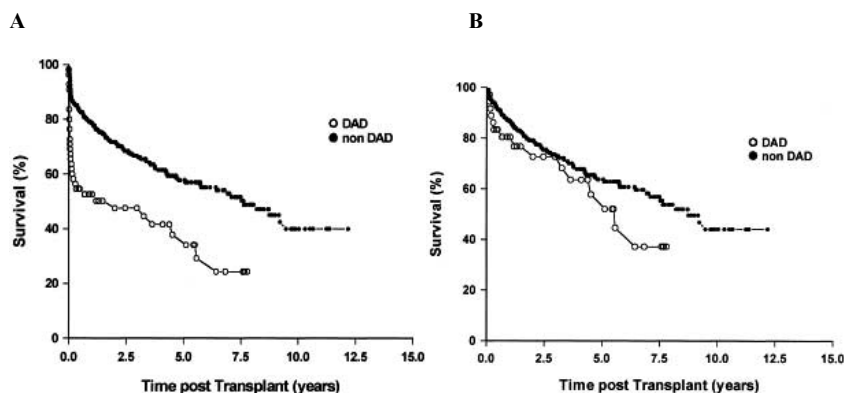 A
B
100
80
60
40
20
0
Survival (%)
DAD
non DAD
0.0 2.5 5.0 7.5 10.0 12.5 15.0
Time post Transplant (years)
100
80
60
40
20
0
Survival (%)
DAD
non DAD
0.0 2.5 5.0 7.5 10.0 12.5 15.0
Time post Transplant (years)